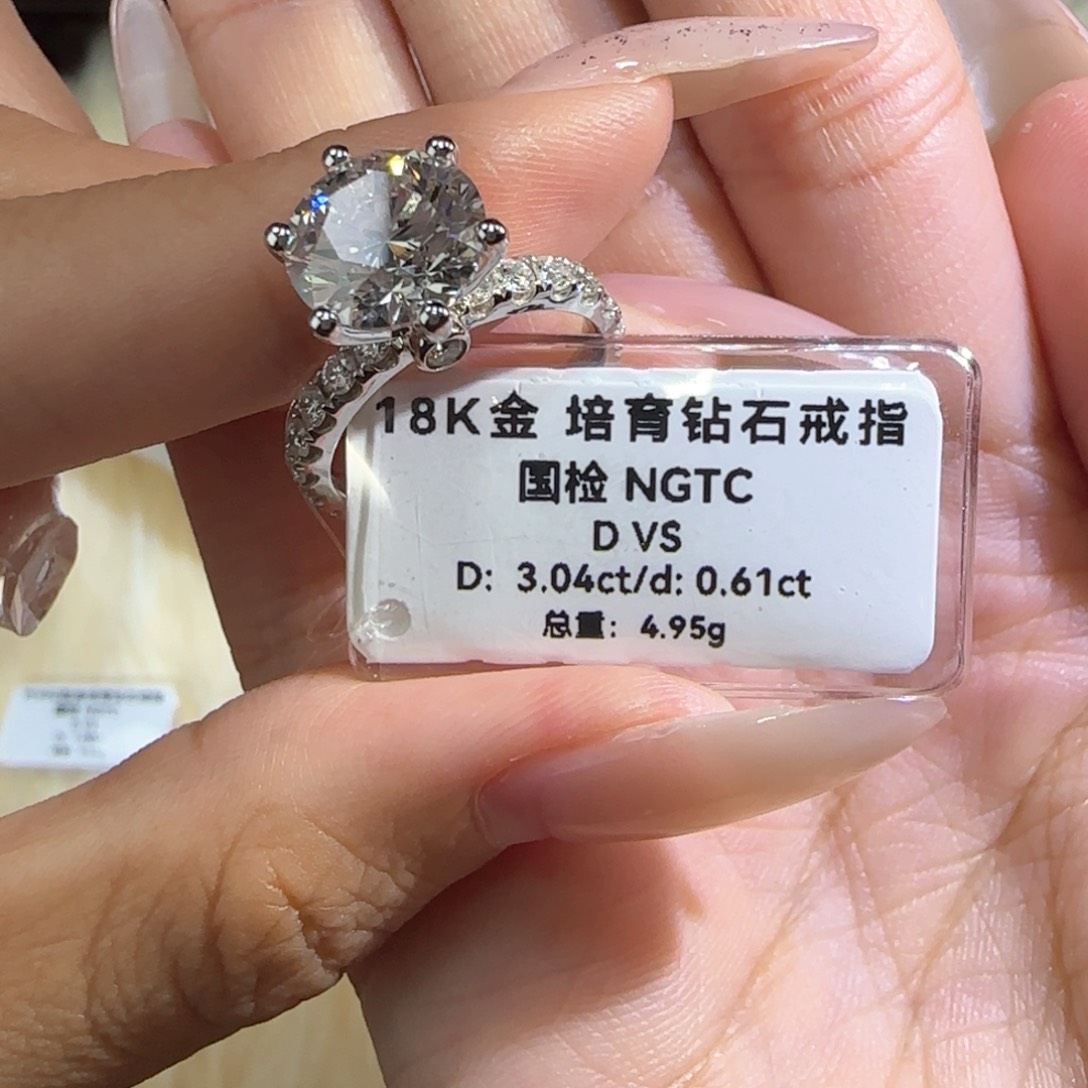 18K金 培育钻石戒指
国检 NGTC
D VS
D: 3.04ct/d: 0.61ct
总重: 4.95g